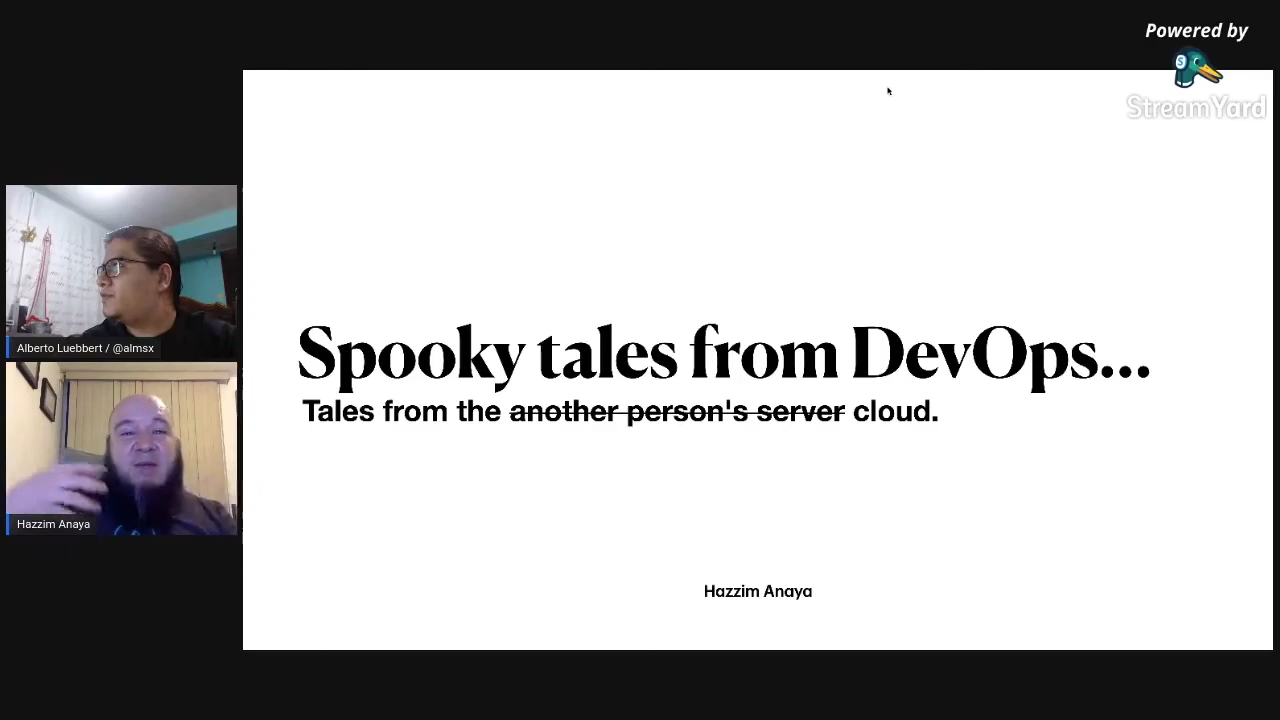 Powered by
StreamYard
Alberto Luebbert / @almsx
Hazzim Anaya
Spooky tales from DevOps...
Tales from the another person's server cloud.
Hazzim Anaya